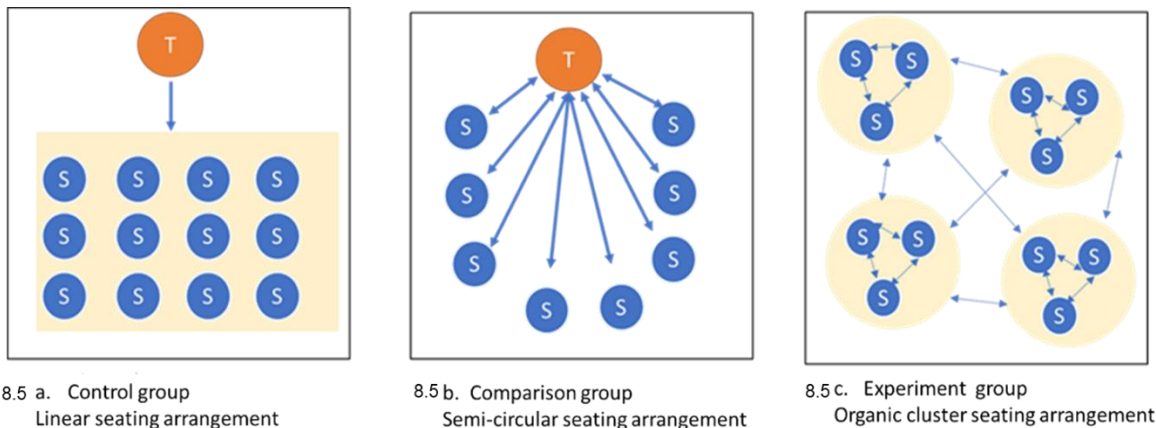 T
S S S S
S S S S
S S S S
8.5 a. Control group
Linear seating arrangement
T
S S
S S
S S
S S
8.5 b. Comparison group
Semi-circular seating arrangement
S S
S
S S
S
S S
S
S S
S
8.5 c. Experiment group
Organic cluster seating arrangement